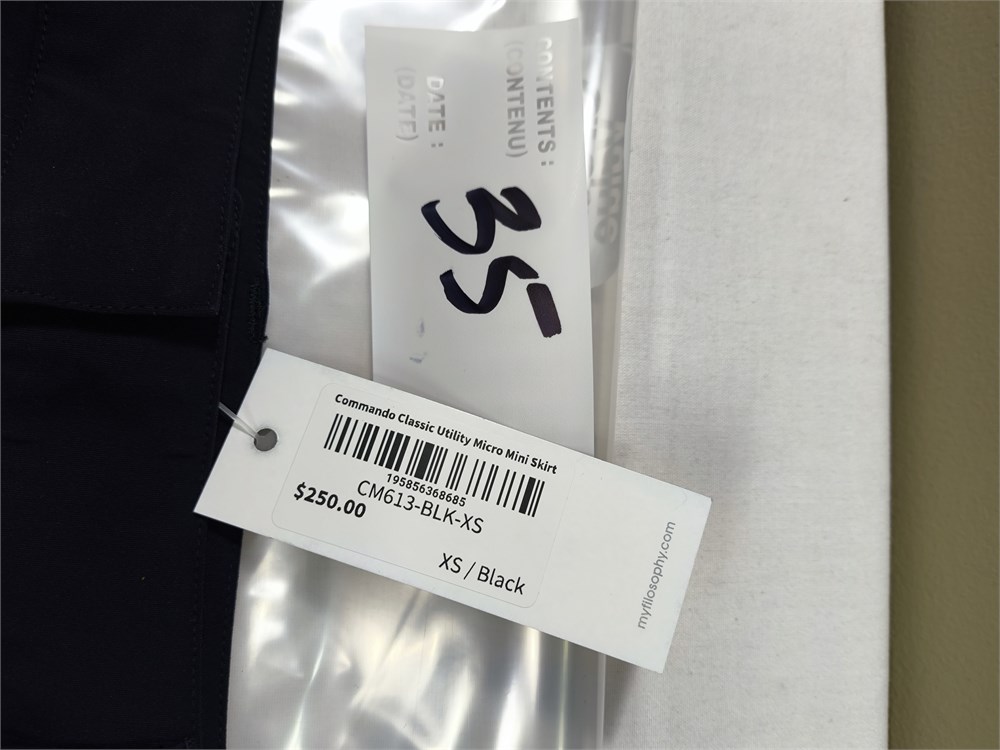 CONTENTS :
(CONTENU)
DATE :
(DATE)
35
Commando Classic Utility Micro Mini Skirt
195856368685
CM613-BLK-XS
$250.00
XS / Black
myfilosophy.com